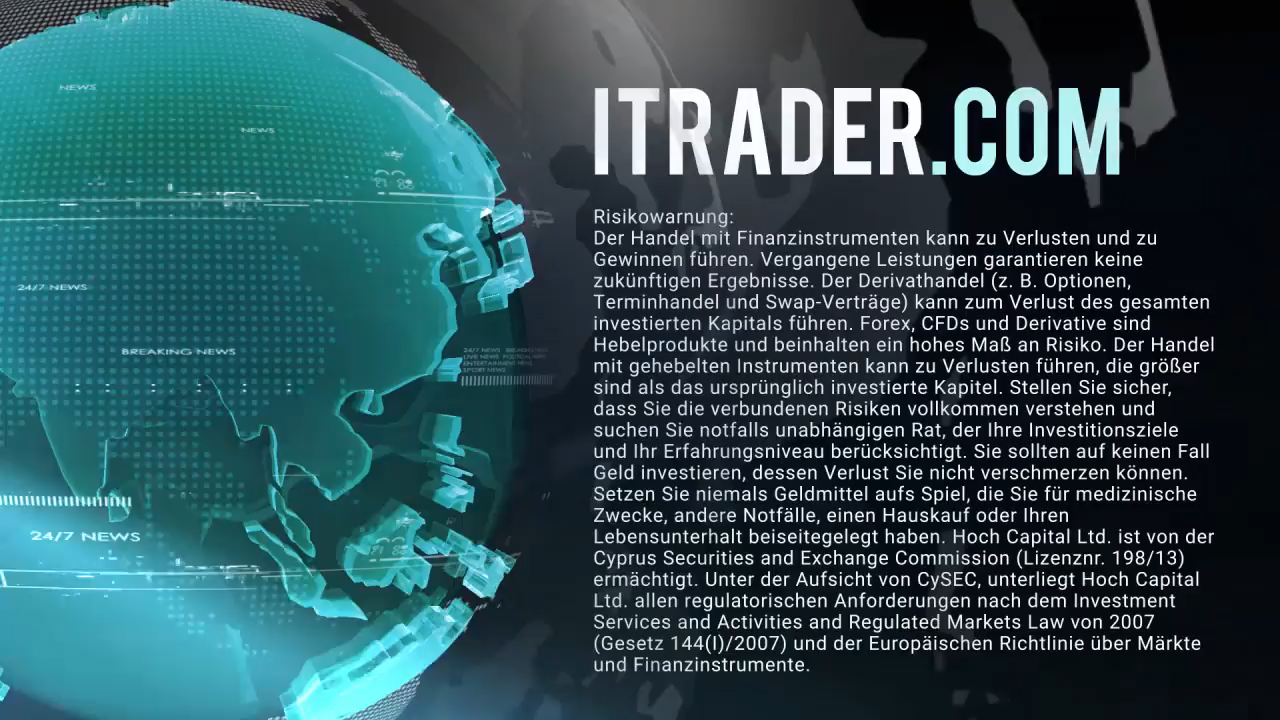 NEWS
NEWS
24/7 NEWS
BREAKING NEWS
24/7 NEWS
24/7 NEWS
LIVE NEWS
ENTERTAINMENT NEWS
SPORT NEWS
ITRADER.COM
Risikowarnung:
Der Handel mit Finanzinstrumenten kann zu Verlusten und zu
Gewinnen führen. Vergangene Leistungen garantieren keine
zukünftigen Ergebnisse. Der Derivathandel (z. B. Optionen,
Terminhandel und Swap-Verträge) kann zum Verlust des gesamten
investierten Kapitals führen. Forex, CFDs und Derivative sind
Hebelprodukte und beinhalten ein hohes Maß an Risiko. Der Handel
mit gehebelten Instrumenten kann zu Verlusten führen, die größer
sind als das ursprünglich investierte Kapitel. Stellen Sie sicher,
dass Sie die verbundenen Risiken vollkommen verstehen und
suchen Sie notfalls unabhängigen Rat, der Ihre Investitionsziele
und Ihr Erfahrungsniveau berücksichtigt. Sie sollten auf keinen Fall
Geld investieren, dessen Verlust Sie nicht verschmerzen können.
Setzen Sie niemals Geldmittel aufs Spiel, die Sie für medizinische
Zwecke, andere Notfälle, einen Hauskauf oder Ihren
Lebensunterhalt beiseitegelegt haben. Hoch Capital Ltd. ist von der
Cyprus Securities and Exchange Commission (Lizenznr. 198/13)
ermächtigt. Unter der Aufsicht von CySEC, unterliegt Hoch Capital
Ltd. allen regulatorischen Anforderungen nach dem Investment
Services and Activities and Regulated Markets Law von 2007
(Gesetz 144(I)/2007) und der Europäischen Richtlinie über Märkte
und Finanzinstrumente.